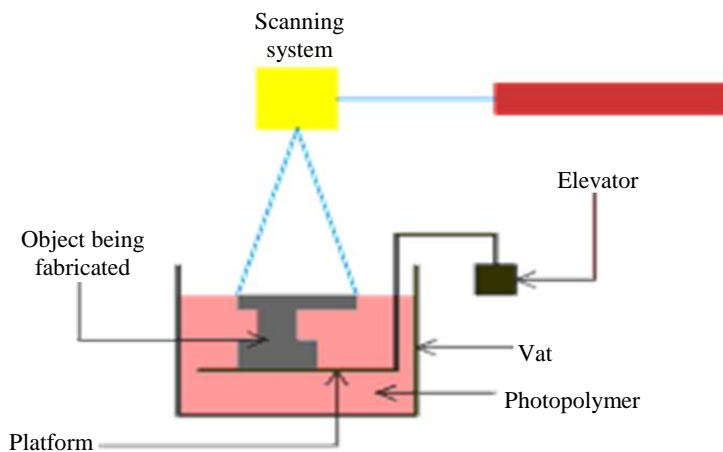 Scanning
system
Elevator
Object being
fabricated
Vat
Photopolymer
Platform